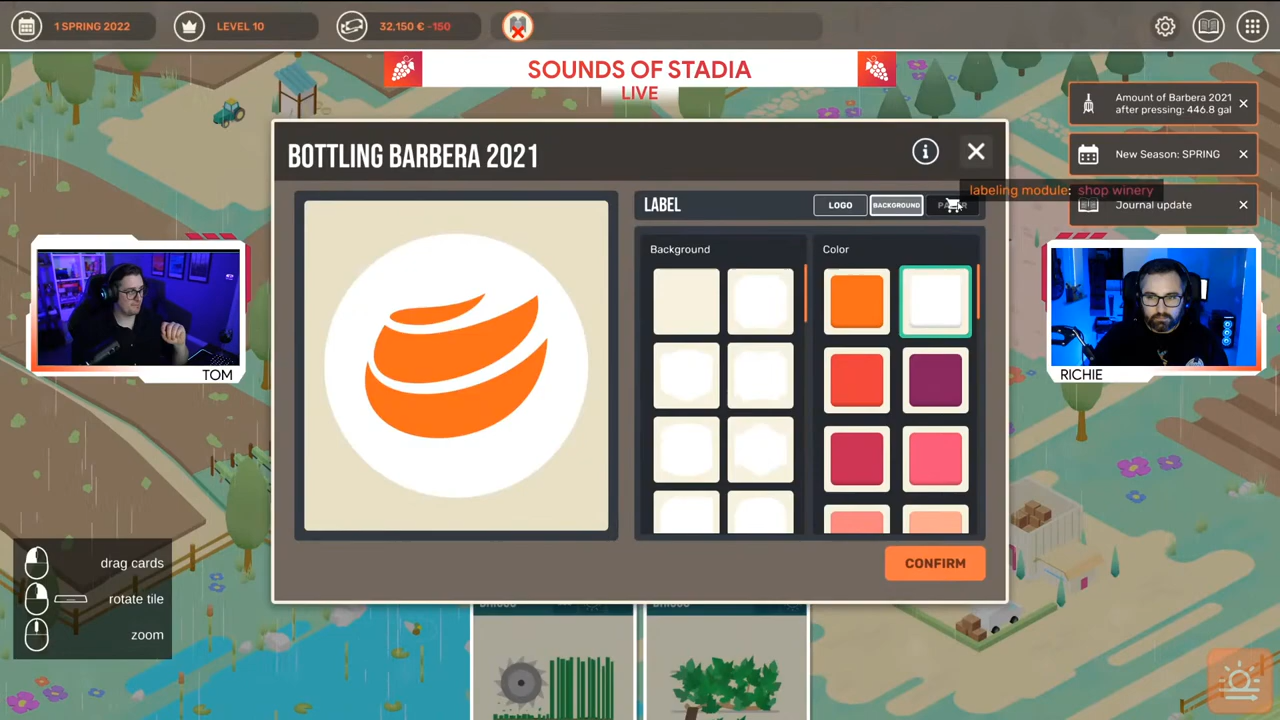 1 SPRING 2022
LEVEL 10
32,150 € -150
SOUNDS OF STADIA
LIVE
Amount of Barbera 2021
after pressing: 446.8 gal
New Season: SPRING
Journal update
labeling module: shop winery
BOTTLING BARBERA 2021
LABEL
LOGO
BACKGROUND
Background
Color
CONFIRM
TOM
RICHIE
drag cards
rotate tile
zoom